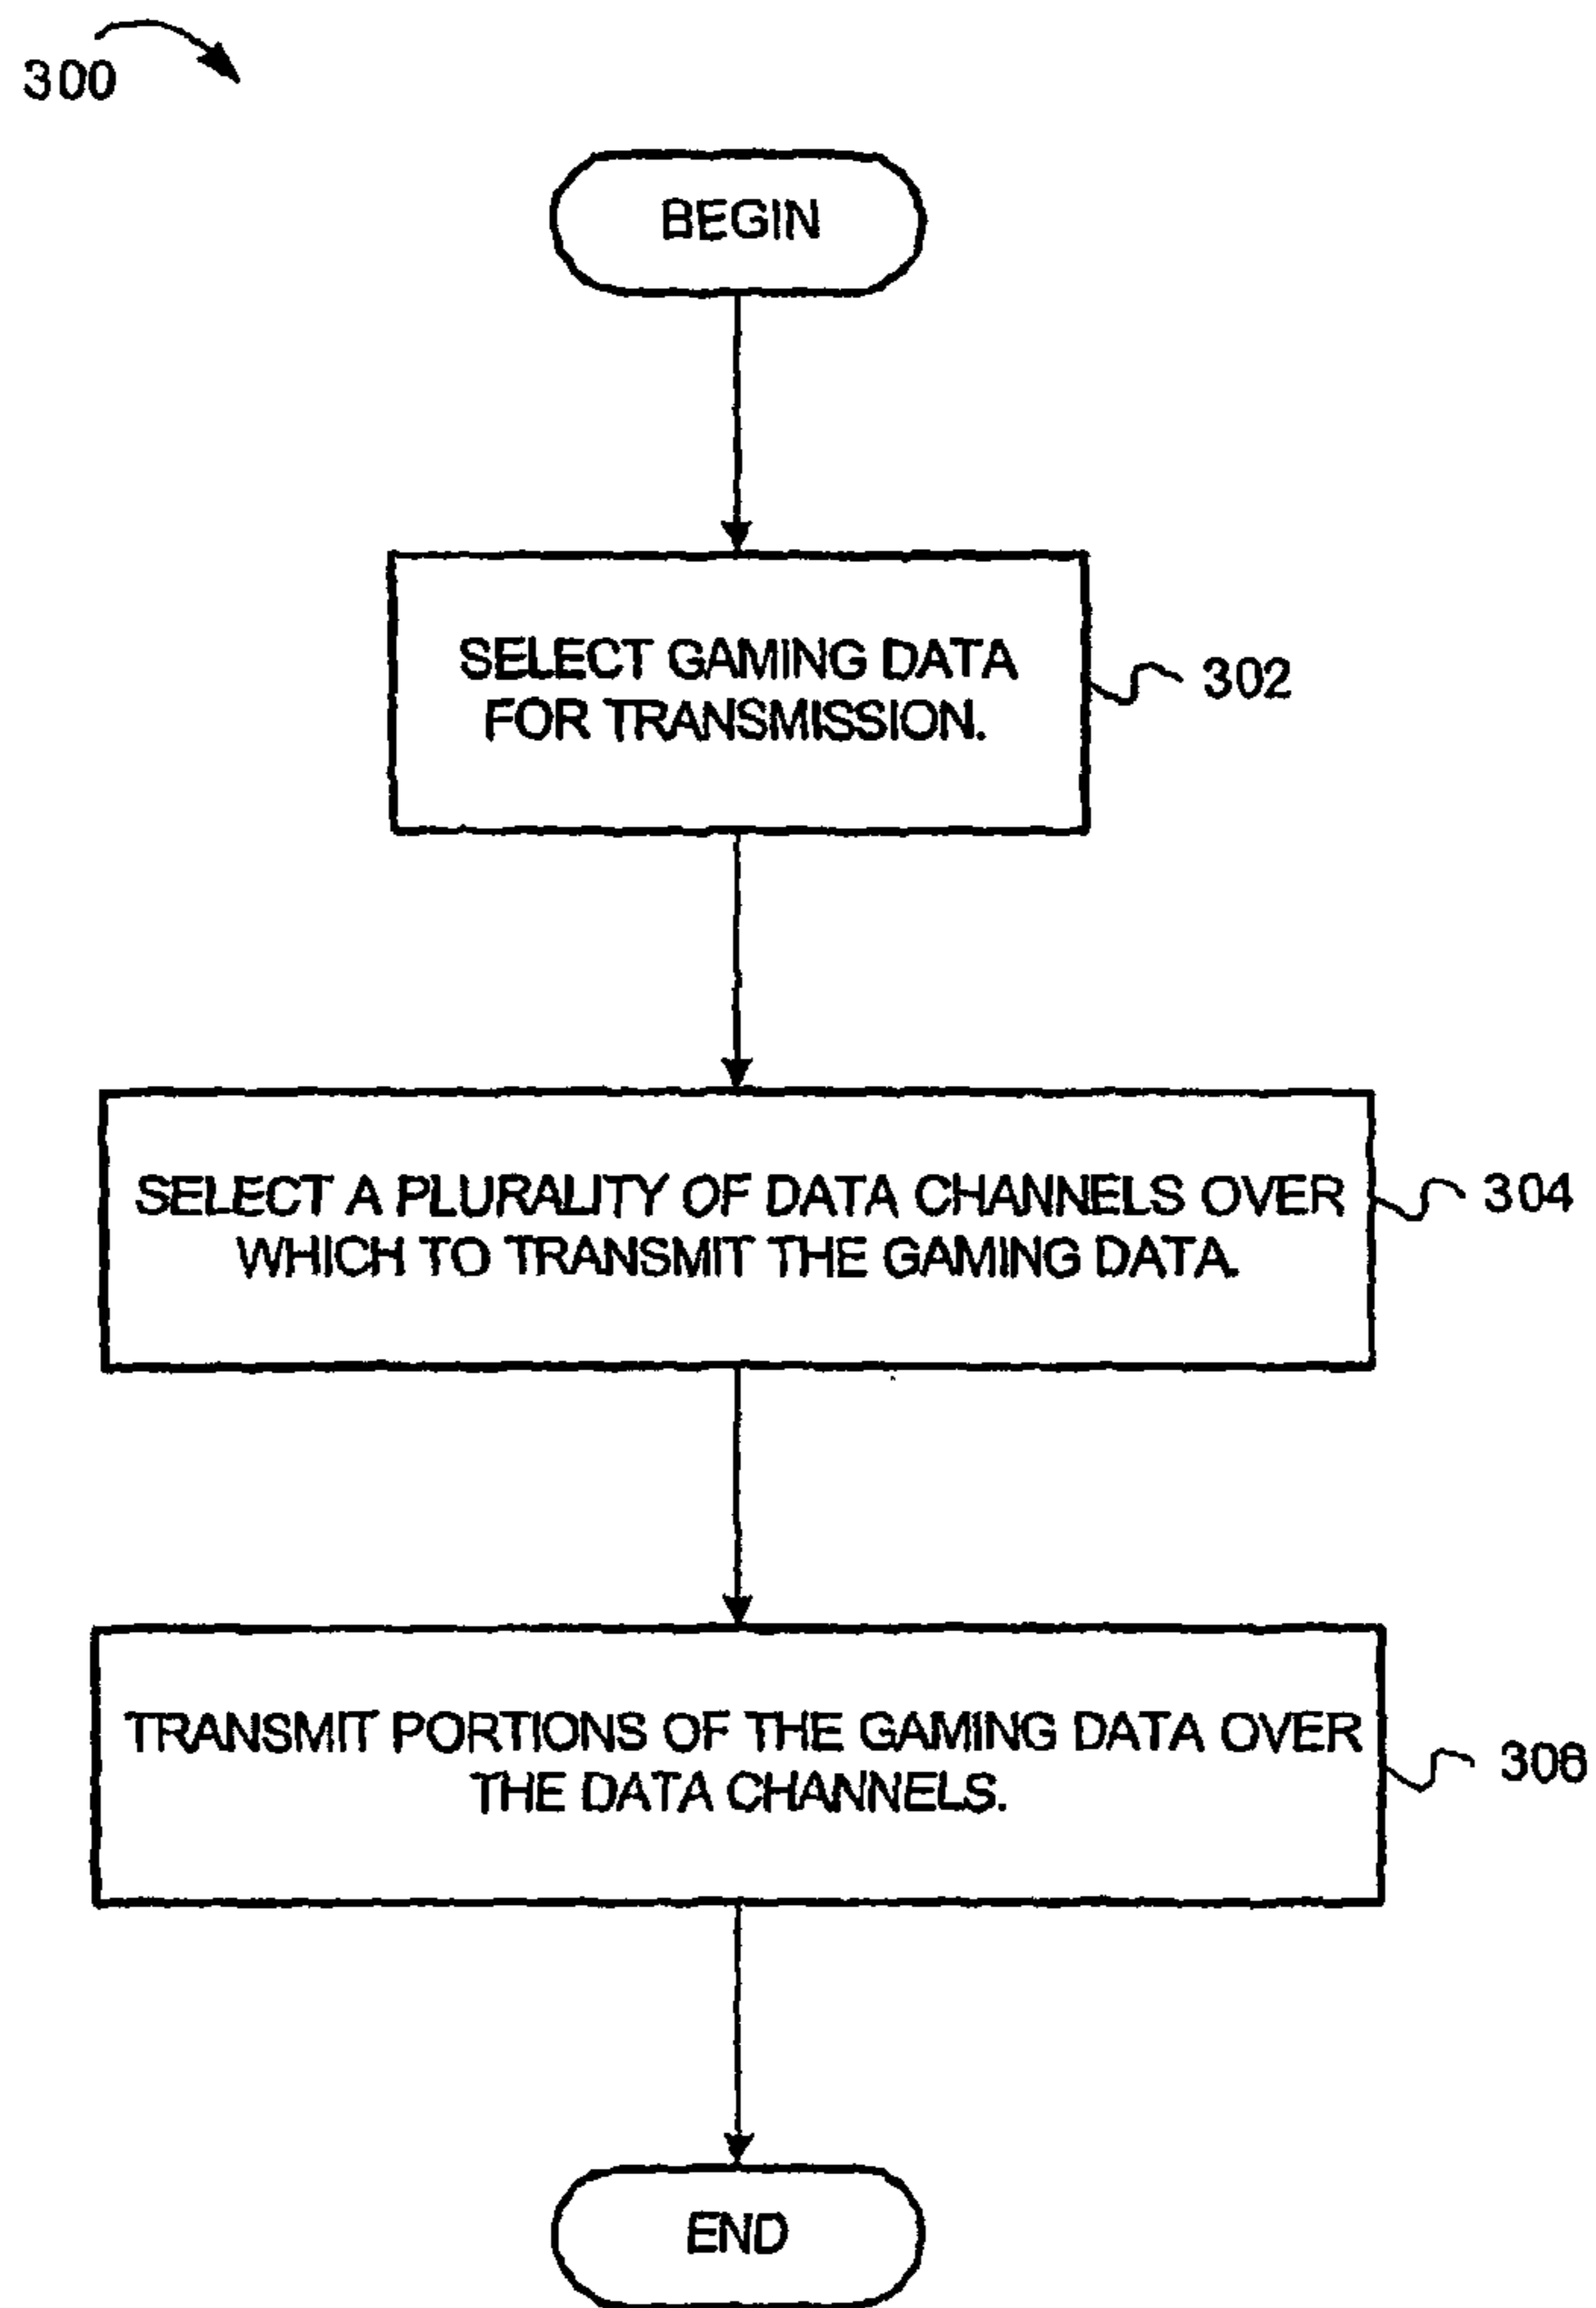 300
BEGIN
SELECT GAMING DATA
FOR TRANSMISSION.
302
SELECT A PLURALITY OF DATA CHANNELS OVER
WHICH TO TRANSMIT THE GAMING DATA.
304
TRANSMIT PORTIONS OF THE GAMING DATA OVER
THE DATA CHANNELS.
306
END